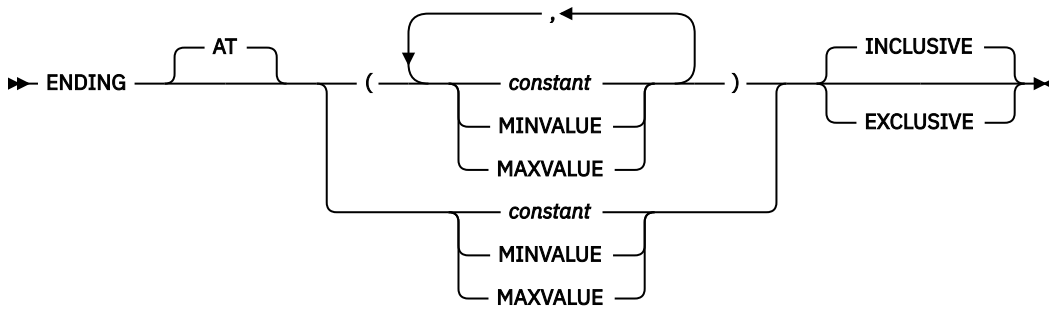 ,
AT
INCLUSIVE
ENDING ( constant )
MINVALUE
EXCLUSIVE
MAXVALUE
constant
MINVALUE
MAXVALUE